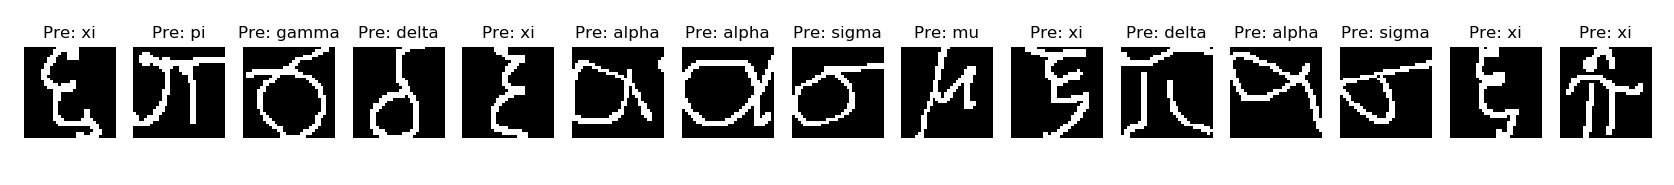 Pre: xi Pre: pi Pre: gamma Pre: delta Pre: xi Pre: alpha Pre: alpha Pre: sigma Pre: mu Pre: xi Pre: delta Pre: alpha Pre: sigma Pre: xi Pre: xi
ξ π σ δ ξ α α σ μ ξ π α σ ξ π